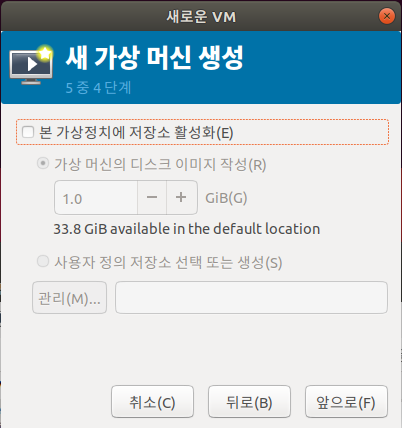 새로운 VM
새 가상 머신 생성
5 중 4 단계
본 가상정치에 저장소 활성화(E)
가상 머신의 디스크 이미지 작성(R)
1.0 − + GiB(G)
33.8 GiB available in the default location
사용자 정의 저장소 선택 또는 생성(S)
관리(M)...
취소(C) 뒤로(B) 앞으로(F)